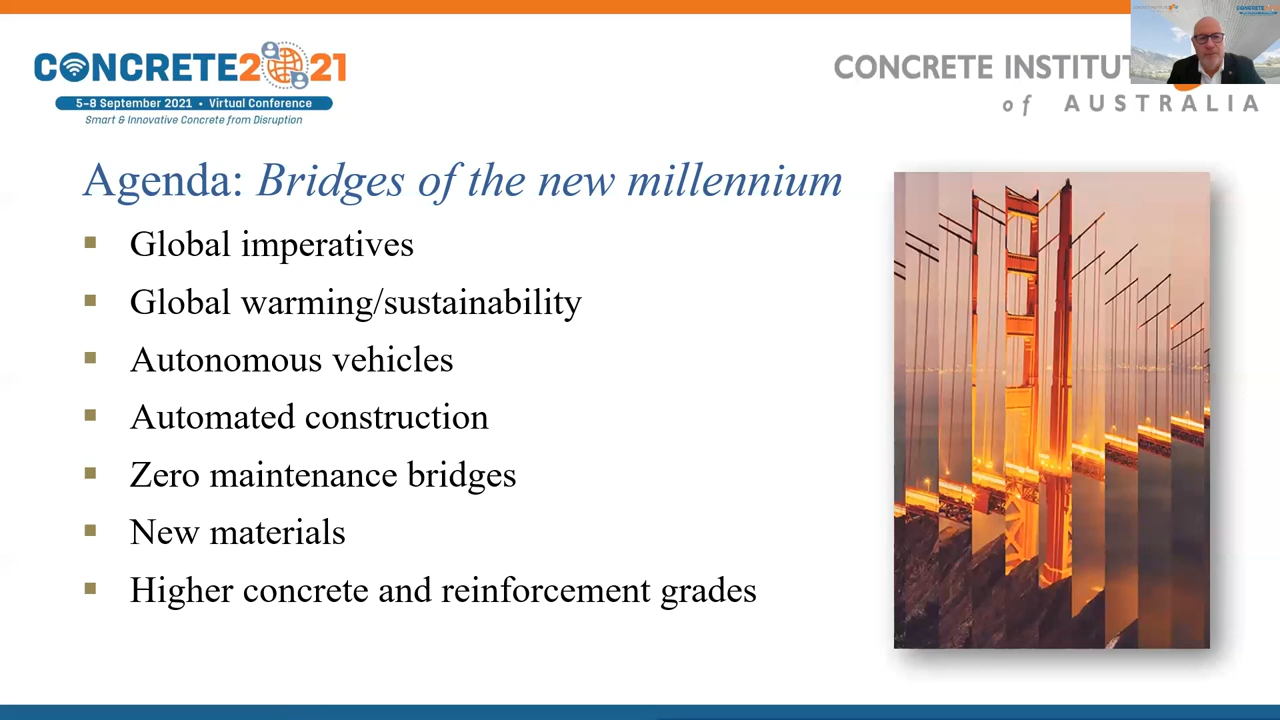 CONCRETE2021
5–8 September 2021 • Virtual Conference
Smart & Innovative Concrete from Disruption
CONCRETE
of AUSTRALIA
Agenda: Bridges of the new millennium
Global imperatives
Global warming/sustainability
Autonomous vehicles
Automated construction
Zero maintenance bridges
New materials
Higher concrete and reinforcement grades